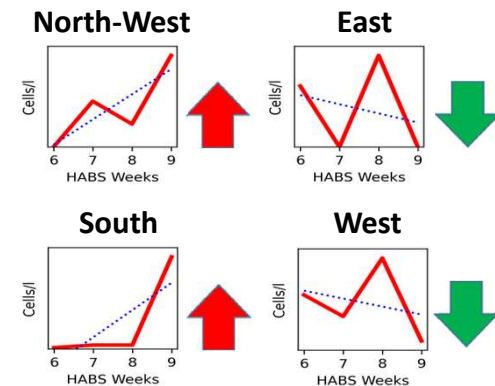 North-West
Cells/l
6 7 8 9
HABS Weeks
East
Cells/l
6 7 8 9
HABS Weeks
South
Cells/l
6 7 8 9
HABS Weeks
West
Cells/l
6 7 8 9
HABS Weeks